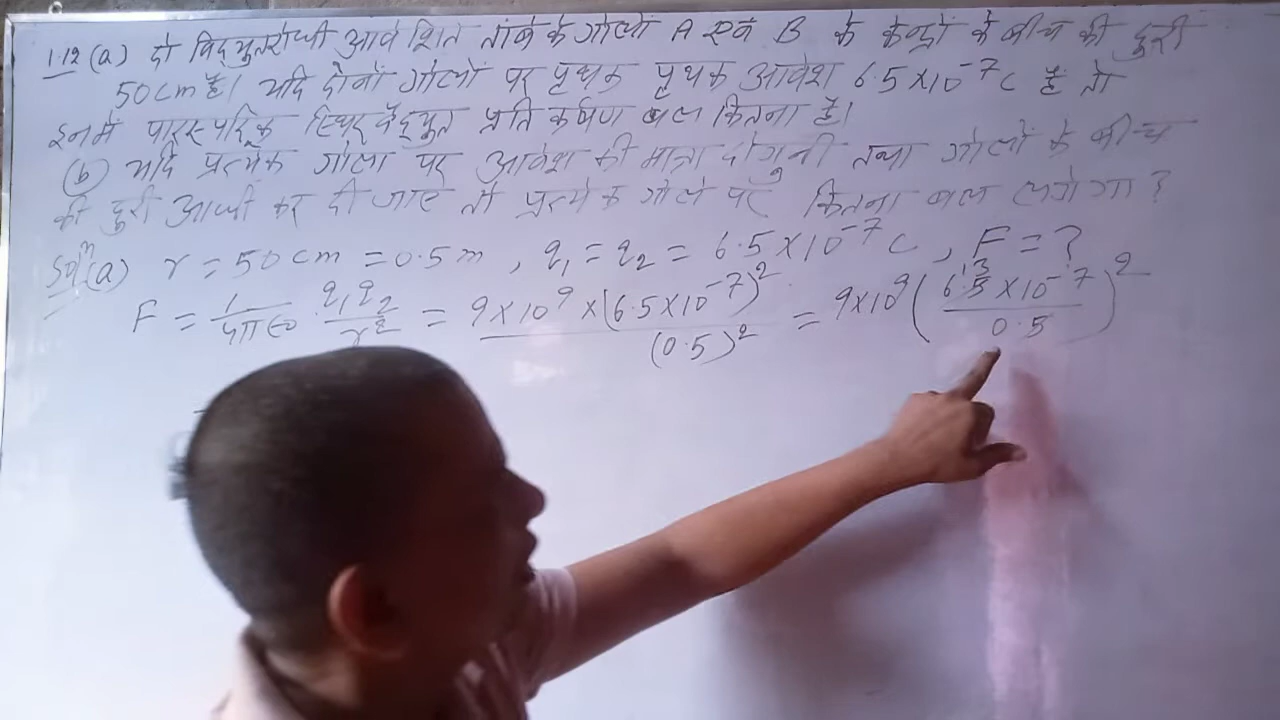 1.12 (a) दो विद्युतरोधी आवेशित तांबे के गोलों A एवं B के केन्द्रों के बीच की दुरी
50 cm है। यदि दोनों गोलों पर पृथक पृथक आवेश 6.5×10⁻⁷ C है तो
इनमें पारस्परिक स्थिर वैद्युत प्रति कर्षण बल कितना है।
(b) यदि प्रत्येक गोला पर आवेश की मात्रा दोगुनी तथा गोलों के बीच
की दुरी आधी कर दी जाए तो प्रत्येक गोले पर कितना बल लगेगा ?
Solⁿ (a) r = 50 cm = 0.5 m , q₁ = q₂ = 6.5×10⁻⁷ C , F = ?
F = 1/4π∈₀ · q₁q₂/r² = 9×10⁹ × (6.5×10⁻⁷)²/(0.5)² = 9×10⁹ (6.5×10⁻⁷/0.5)²
13